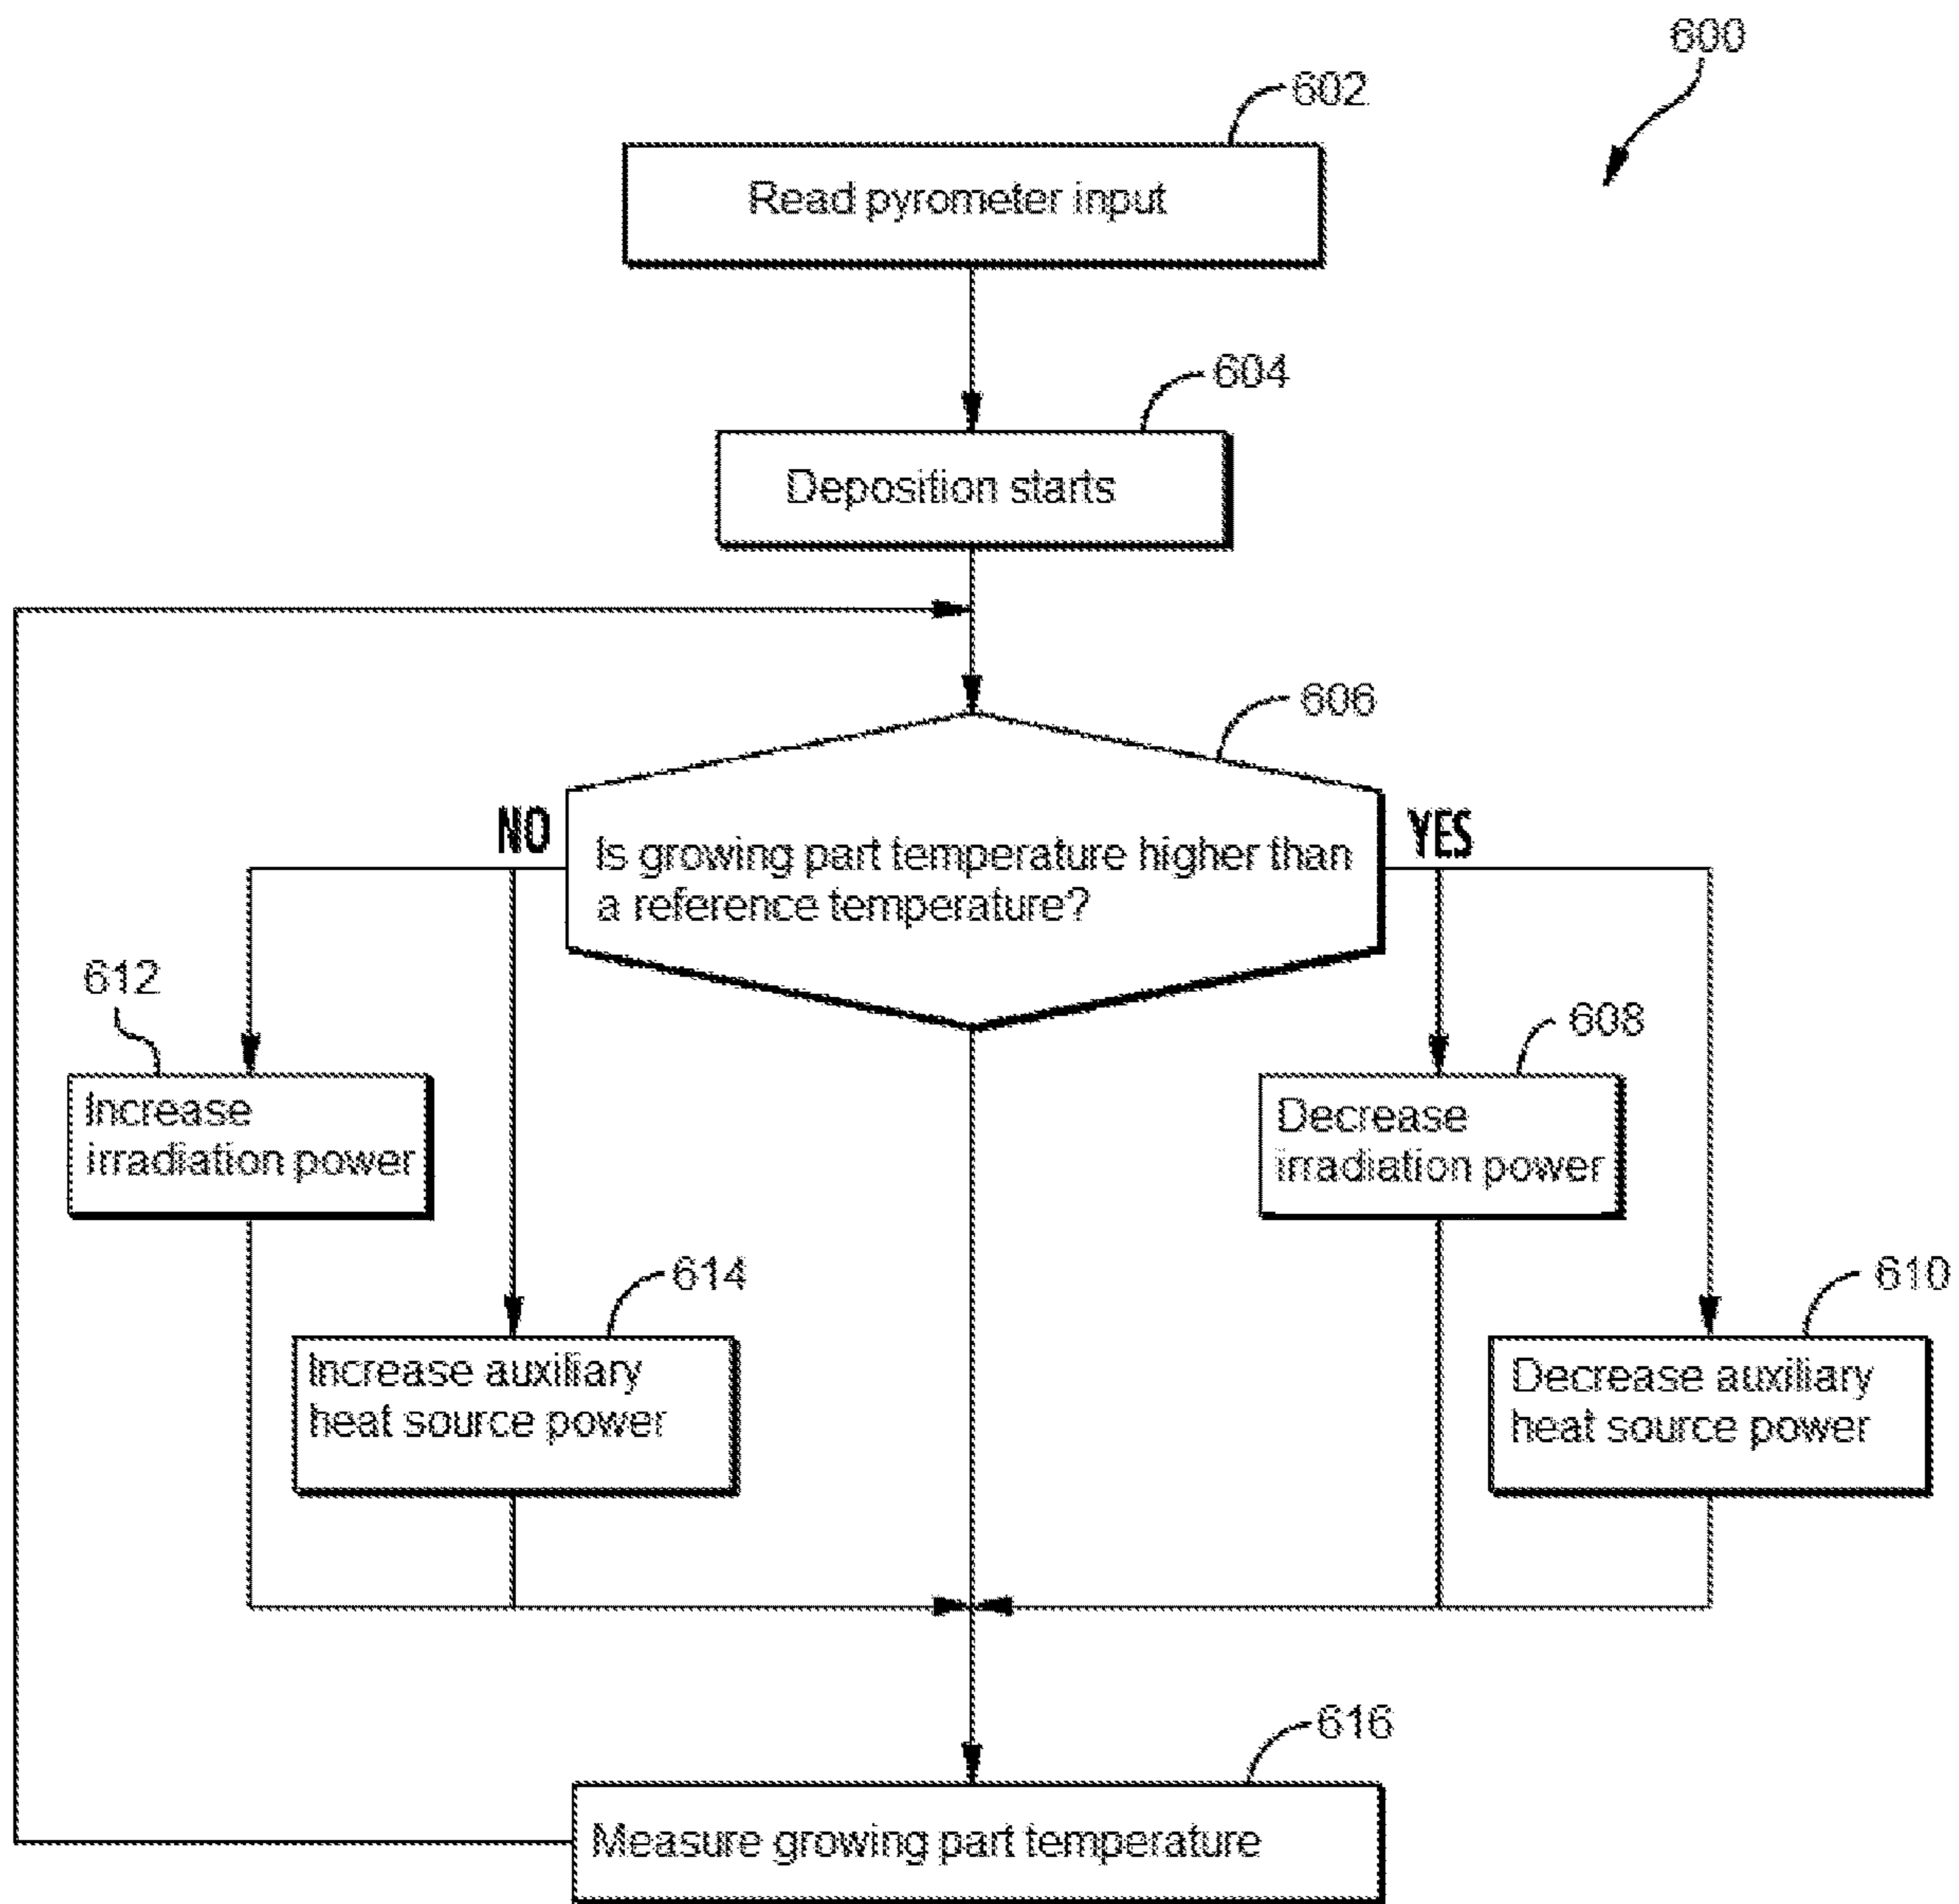 600
602
Read pyrometer input
604
Deposition starts
606
NO
YES
Is growing part temperature higher than
a reference temperature?
612
608
Increase
irradiation power
Decrease
irradiation power
614
610
Increase auxiliary
heat source power
Decrease auxiliary
heat source power
616
Measure growing part temperature